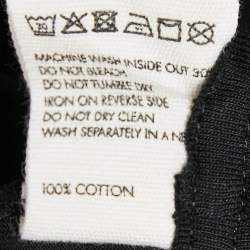 MACHINE WASH INSIDE OUT 30
DO NOT BLEACH
DO NOT TUMBLE DRY
IRON ON REVERSE SIDE
DO NOT DRY CLEAN
WASH SEPARATELY IN A NE
100% COTTON